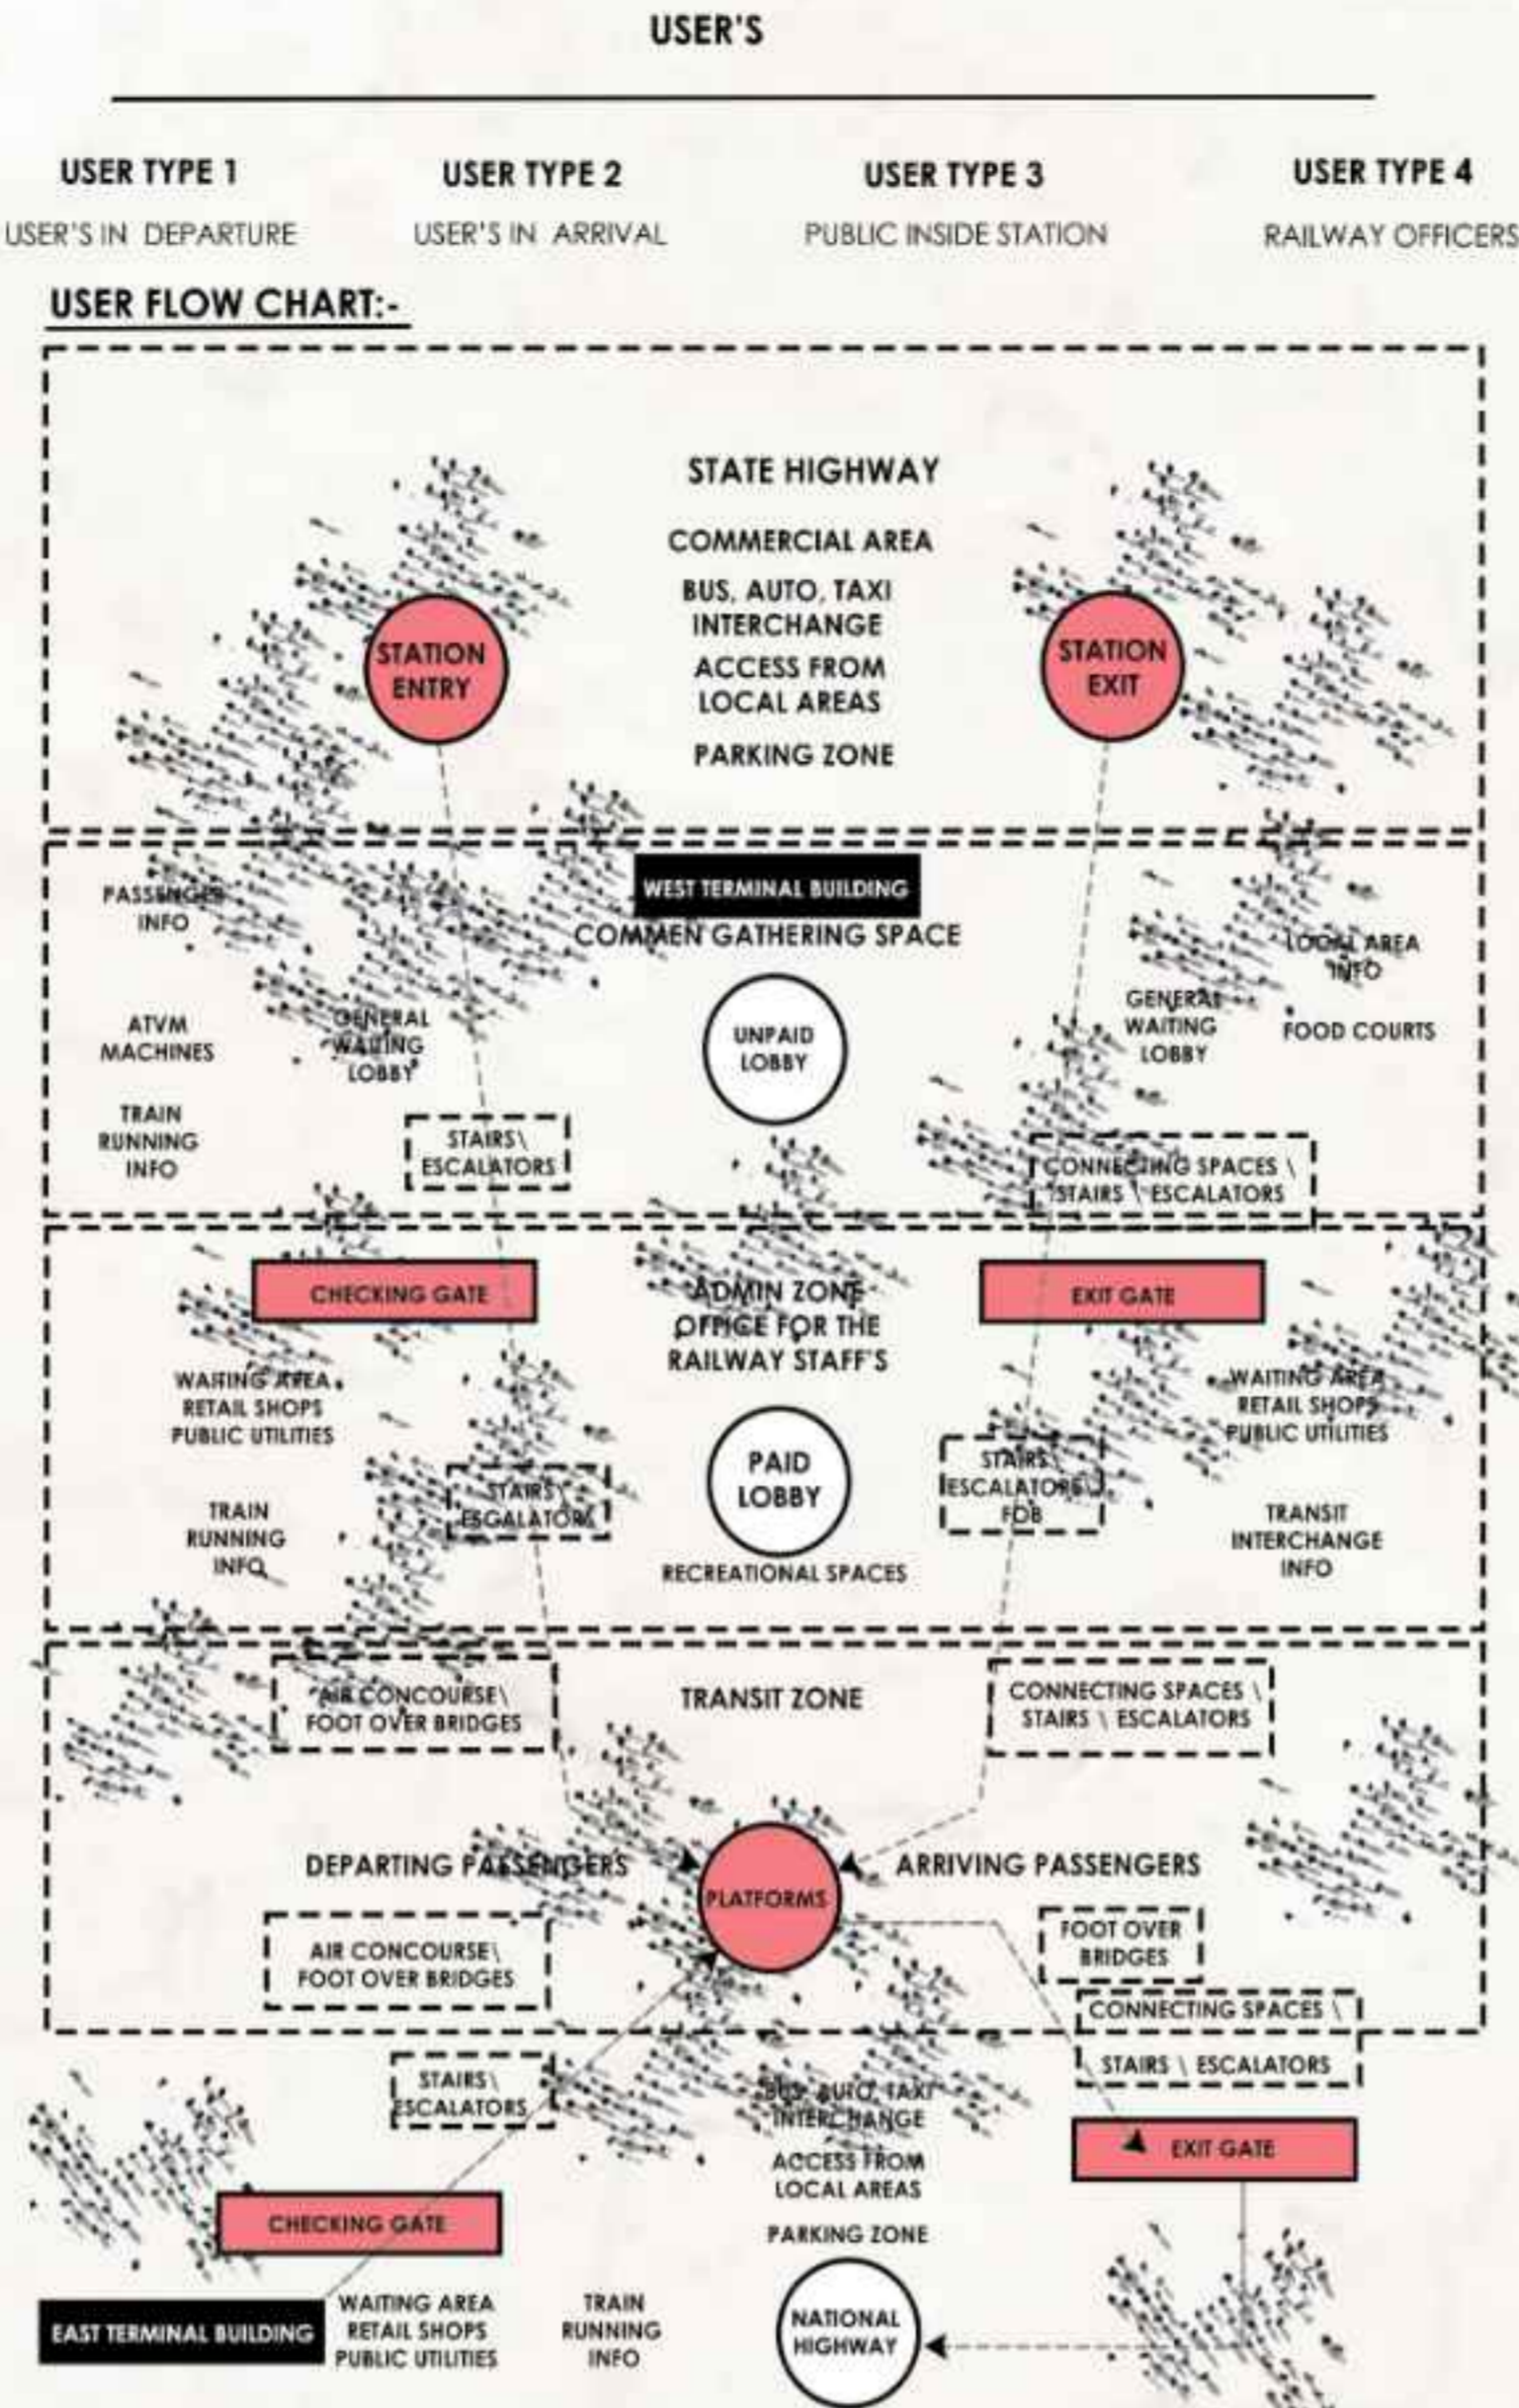 USER'S
USER TYPE 1
USER TYPE 2
USER TYPE 3
USER TYPE 4
USER'S IN DEPARTURE
USER'S IN ARRIVAL
PUBLIC INSIDE STATION
RAILWAY OFFICERS
USER FLOW CHART:-
STATE HIGHWAY
COMMERCIAL AREA
BUS, AUTO, TAXI
INTERCHANGE
ACCESS FROM
LOCAL AREAS
PARKING ZONE
STATION
ENTRY
STATION
EXIT
WEST TERMINAL BUILDING
COMMEN GATHERING SPACE
PASSENGER
INFO
ATVM
MACHINES
TRAIN
RUNNING
INFO
GENERAL
WAITING
LOBBY
STAIRS\
ESCALATORS
UNPAID
LOBBY
GENERAL
WAITING
LOBBY
LOCAL AREA
INFO
FOOD COURTS
CONNECTING SPACES \
STAIRS \ ESCALATORS
CHECKING GATE
ADMIN ZONE
OFFICE FOR THE
RAILWAY STAFF'S
EXIT GATE
WAITING AREA
RETAIL SHOPS
PUBLIC UTILITIES
TRAIN
RUNNING
INFO
STAIRS\
ESCALATORS
PAID
LOBBY
RECREATIONAL SPACES
STAIRS\
ESCALATORS\
FOB
WAITING AREA
RETAIL SHOPS
PUBLIC UTILITIES
TRANSIT
INTERCHANGE
INFO
AIR CONCOURSE\
FOOT OVER BRIDGES
TRANSIT ZONE
CONNECTING SPACES \
STAIRS \ ESCALATORS
DEPARTING PASSENGERS
PLATFORMS
ARRIVING PASSENGERS
AIR CONCOURSE\
FOOT OVER BRIDGES
FOOT OVER
BRIDGES
CONNECTING SPACES \
STAIRS \ ESCALATORS
STAIRS\
ESCALATORS
BUS, AUTO, TAXI
INTERCHANGE
ACCESS FROM
LOCAL AREAS
PARKING ZONE
EXIT GATE
CHECKING GATE
EAST TERMINAL BUILDING
WAITING AREA
RETAIL SHOPS
PUBLIC UTILITIES
TRAIN
RUNNING
INFO
NATIONAL
HIGHWAY